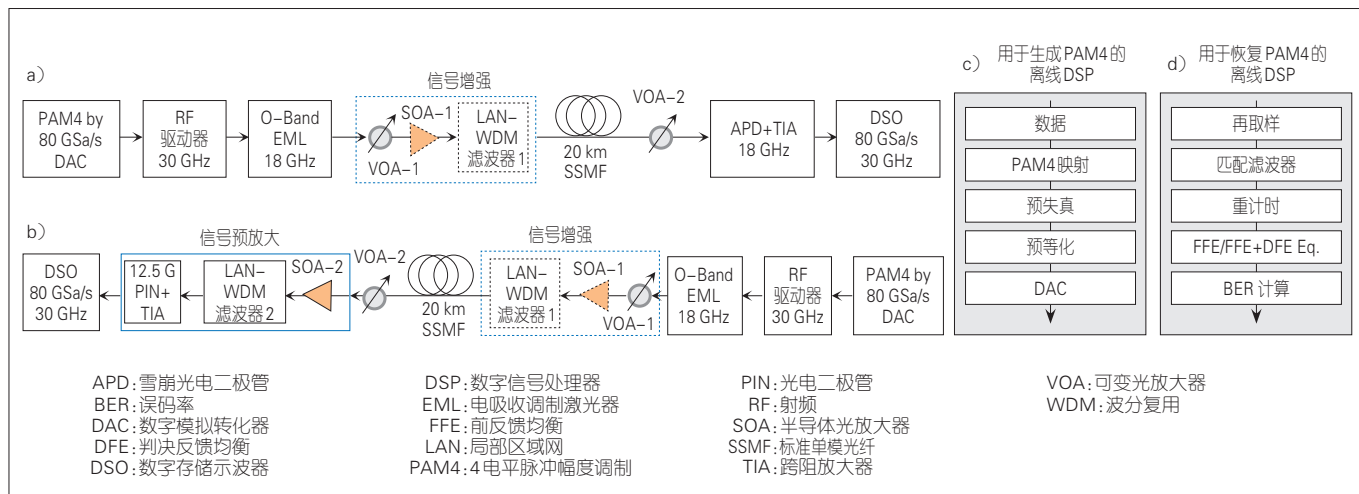 a)
信号增强
PAM4 by
80 GSa/s
DAC
RF
驱动器
30 GHz
O-Band
EML
18 GHz
VOA-1
SOA-1
LAN-
WDM
滤波器1
20 km
SSMF
VOA-2
APD+TIA
18 GHz
DSO
80 GSa/s
30 GHz
b)
信号预放大
信号增强
DSO
80 GSa/s
30 GHz
12.5 G
PIN+
TIA
LAN-
WDM
滤波器2
SOA-2
VOA-2
20 km
SSMF
LAN-
WDM
滤波器1
SOA-1
VOA-1
O-Band
EML
18 GHz
RF
驱动器
30 GHz
PAM4 by
80 GSa/s
DAC
c) 用于生成PAM4的
离线DSP
数据
PAM4映射
预失真
预等化
DAC
d) 用于恢复PAM4的
离线DSP
再取样
匹配滤波器
重计时
FFE/FFE+DFE Eq.
BER 计算
APD:雪崩光电二极管
BER:误码率
DAC:数字模拟转化器
DFE:判决反馈均衡
DSO:数字存储示波器
DSP:数字信号处理器
EML:电吸收调制激光器
FFE:前反馈均衡
LAN:局部区域网
PAM4:4电平脉冲幅度调制
PIN:光电二极管
RF:射频
SOA:半导体光放大器
SSMF:标准单模光纤
TIA:跨阻放大器
VOA:可变光放大器
WDM:波分复用